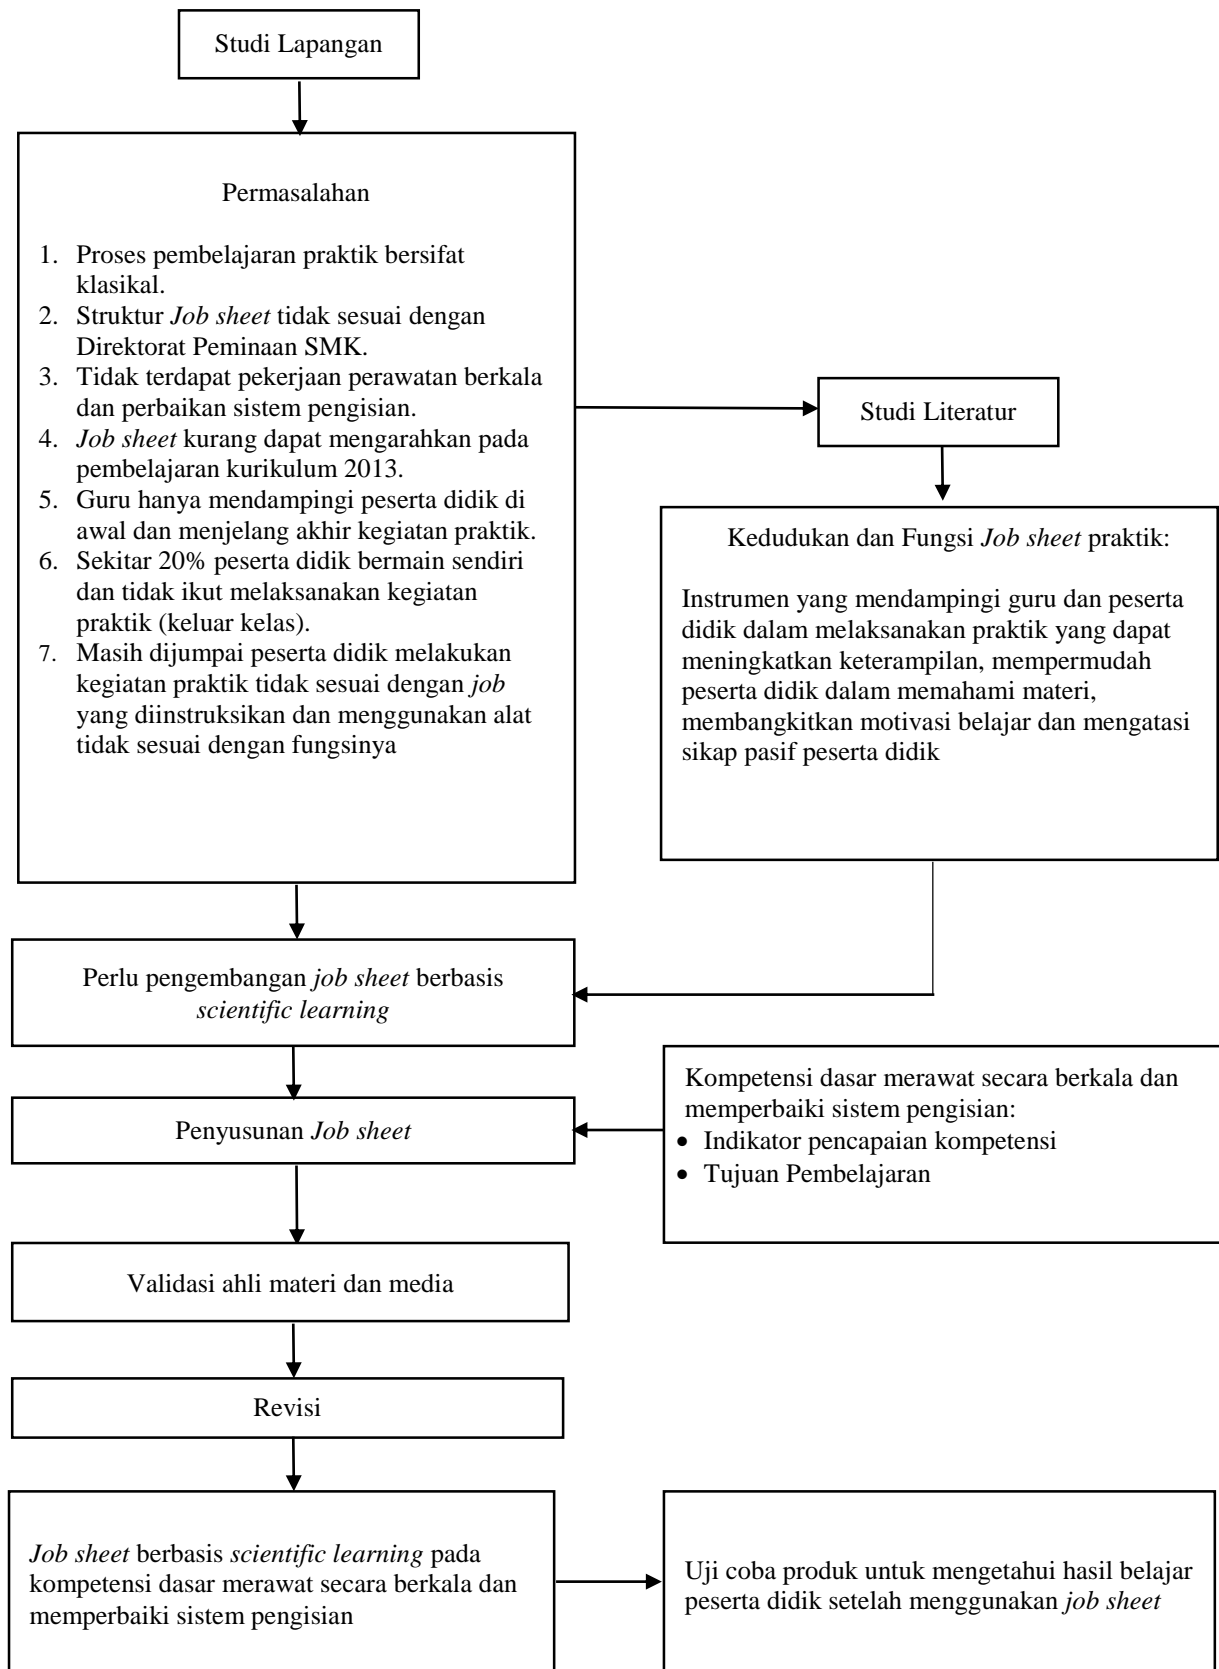 Studi Lapangan
Permasalahan
1. Proses pembelajaran praktik bersifat
klasikal.
2. Struktur Job sheet tidak sesuai dengan
Direktorat Peminaan SMK.
3. Tidak terdapat pekerjaan perawatan berkala
dan perbaikan sistem pengisian.
4. Job sheet kurang dapat mengarahkan pada
pembelajaran kurikulum 2013.
5. Guru hanya mendampingi peserta didik di
awal dan menjelang akhir kegiatan praktik.
6. Sekitar 20% peserta didik bermain sendiri
dan tidak ikut melaksanakan kegiatan
praktik (keluar kelas).
7. Masih dijumpai peserta didik melakukan
kegiatan praktik tidak sesuai dengan job
yang diinstruksikan dan menggunakan alat
tidak sesuai dengan fungsinya
Studi Literatur
Kedudukan dan Fungsi Job sheet praktik:
Instrumen yang mendampingi guru dan peserta
didik dalam melaksanakan praktik yang dapat
meningkatkan keterampilan, mempermudah
peserta didik dalam memahami materi,
membangkitkan motivasi belajar dan mengatasi
sikap pasif peserta didik
Perlu pengembangan job sheet berbasis
scientific learning
Kompetensi dasar merawat secara berkala dan
memperbaiki sistem pengisian:
• Indikator pencapaian kompetensi
• Tujuan Pembelajaran
Penyusunan Job sheet
Validasi ahli materi dan media
Revisi
Job sheet berbasis scientific learning pada
kompetensi dasar merawat secara berkala dan
memperbaiki sistem pengisian
Uji coba produk untuk mengetahui hasil belajar
peserta didik setelah menggunakan job sheet